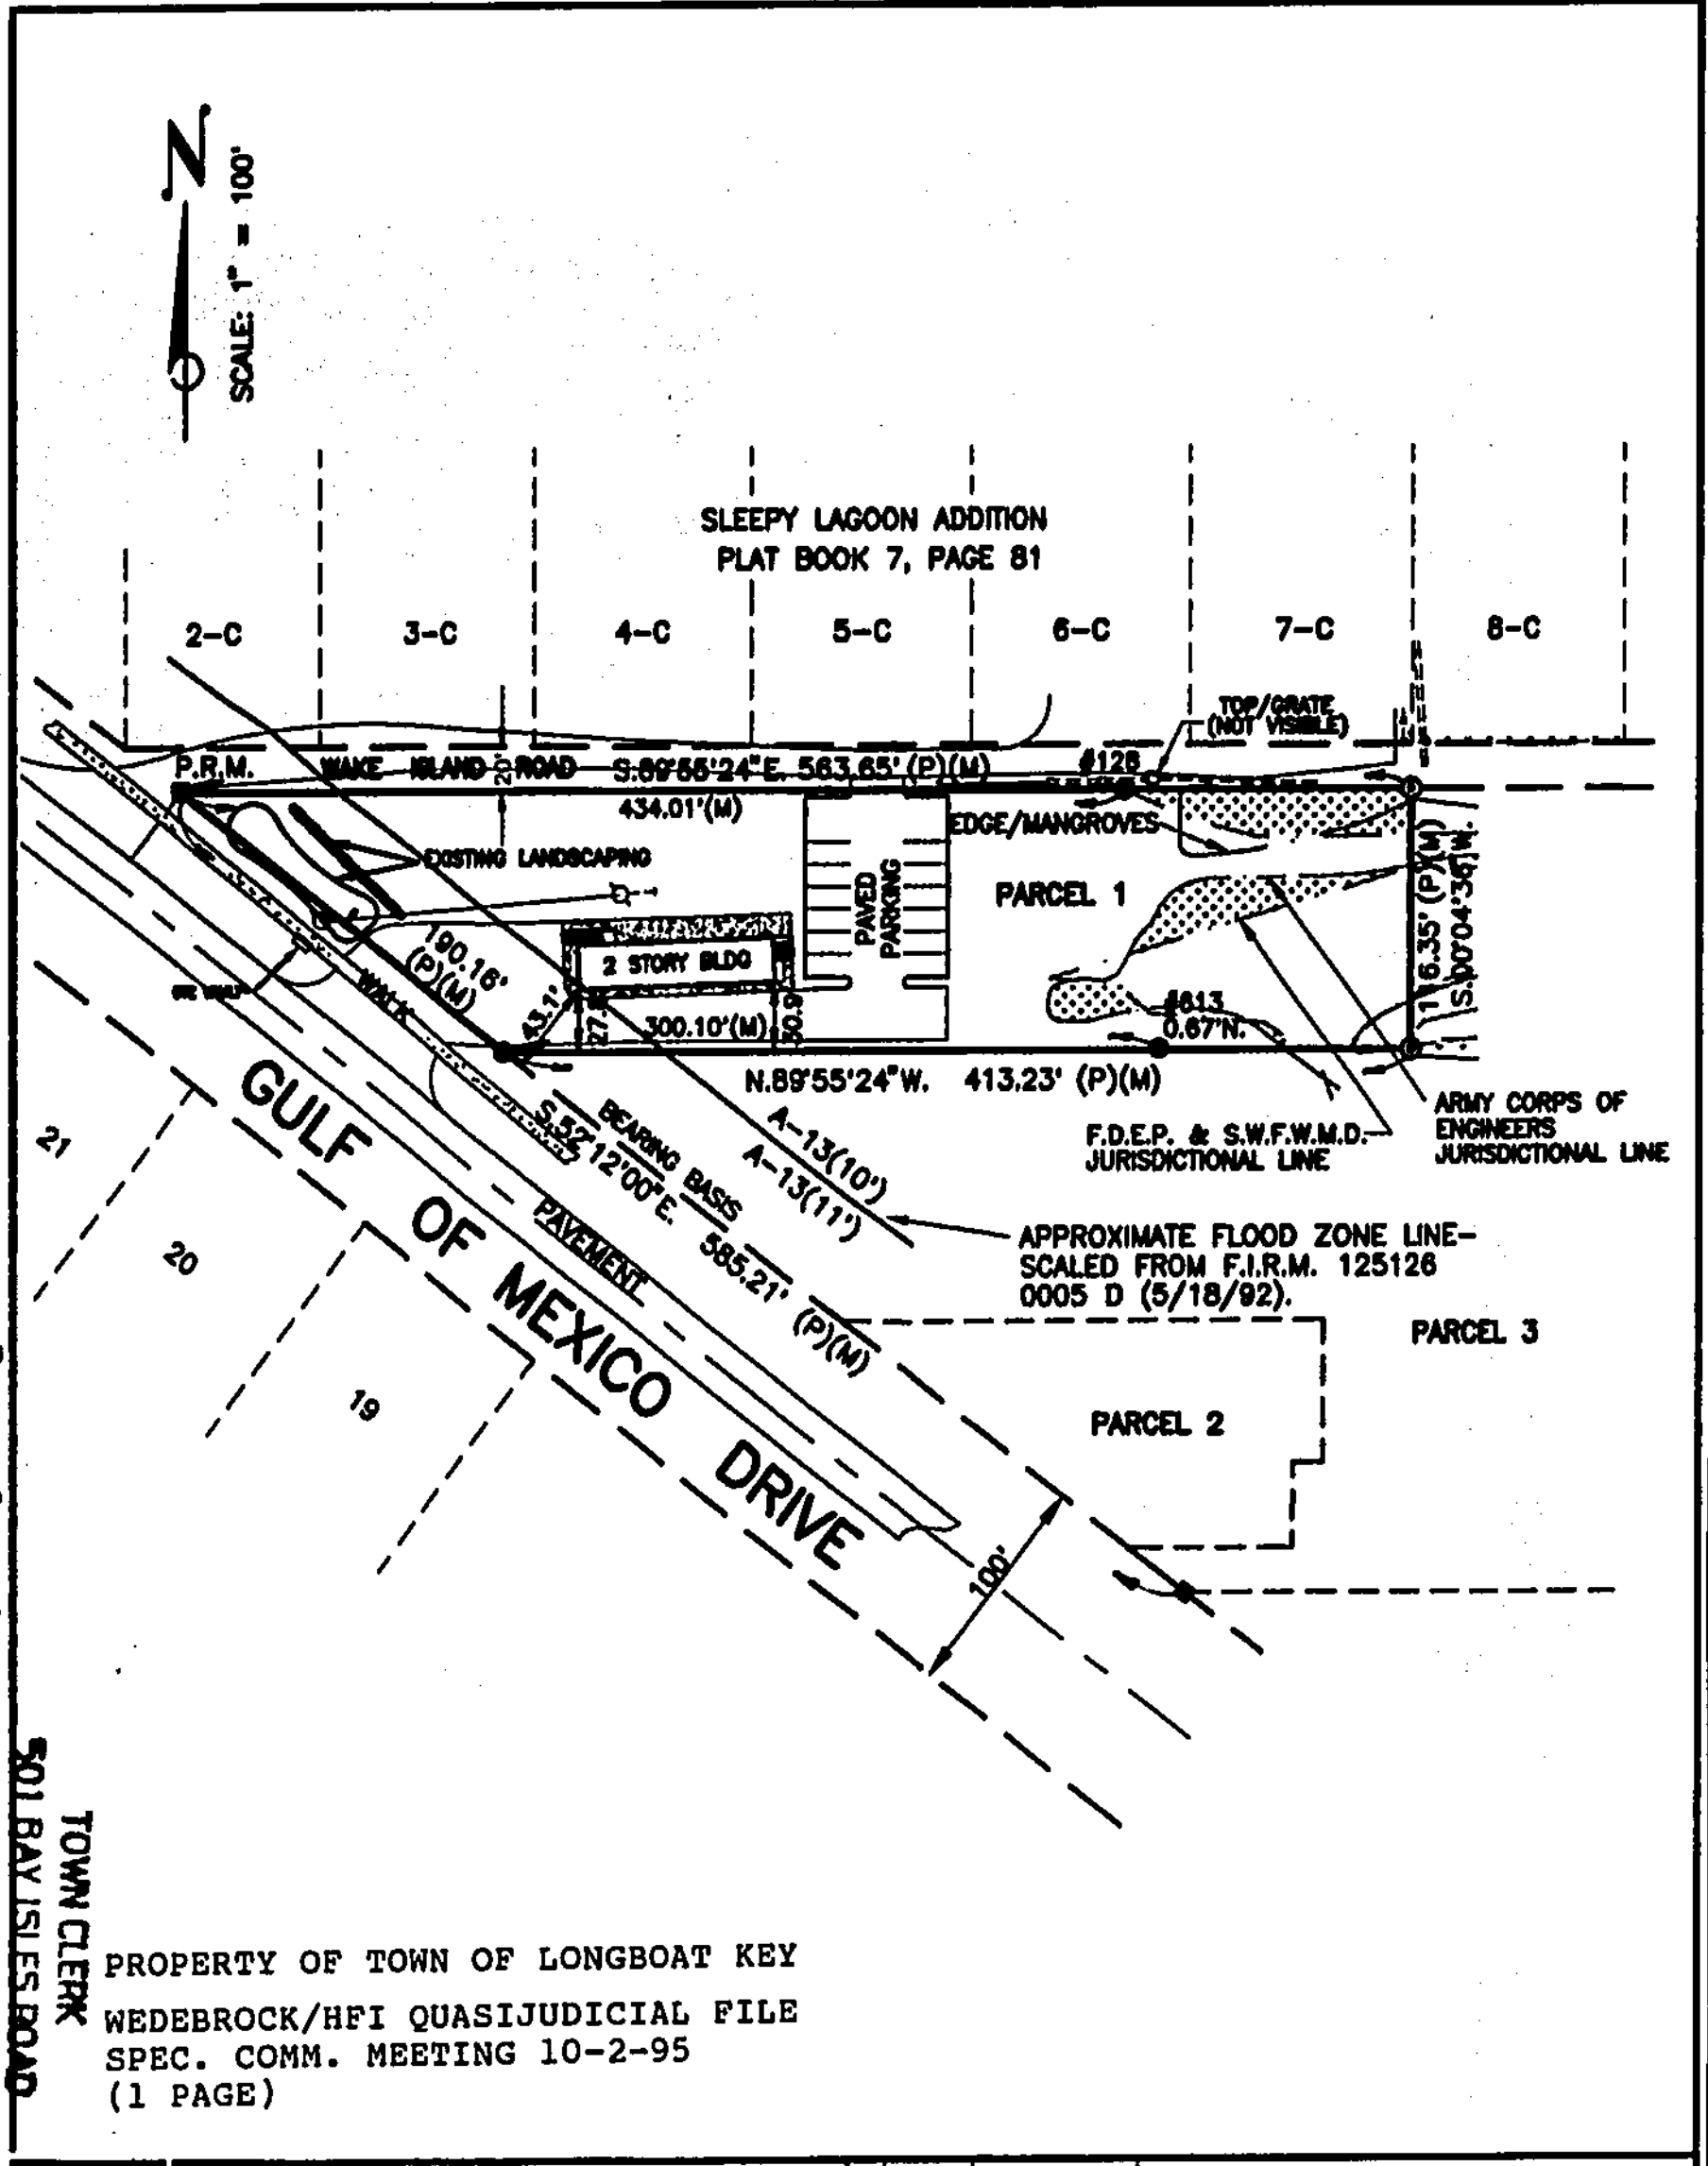 N
SCALE: 1" = 100'
SLEEPY LAGOON ADDITION
PLAT BOOK 7, PAGE 81
2-C
3-C
4-C
5-C
6-C
7-C
8-C
TOP/GRATE
(NOT VISIBLE)
P.R.M.
WAKE ISLAND ROAD
20'
S.89°55'24"E. 563.65' (P)(M)
#128
434.01'(M)
EDGE/MANGROVES
EXISTING LANDSCAPING
PAVED
PARKING
PARCEL 1
116.35' (P)(M)
S.00°04'36"W.
190.16'
(P)(M)
2 STORY BLDG
WALK
43.1'
27.
300.10'(M)
30.9
#613
0.67'N.
N.89°55'24"W. 413.23' (P)(M)
GULF OF MEXICO DRIVE
BEARING BASIS
S.52°12'00"E. 585.21' (P)(M)
A-13(10')
A-13(11')
F.D.E.P. & S.W.F.W.M.D.
JURISDICTIONAL LINE
ARMY CORPS OF
ENGINEERS
JURISDICTIONAL LINE
21
20
19
PAVEMENT
APPROXIMATE FLOOD ZONE LINE-
SCALED FROM F.I.R.M. 125126
0005 D (5/18/92).
PARCEL 3
PARCEL 2
100'
TOWN CLERK
501 BAY ISLES ROAD
PROPERTY OF TOWN OF LONGBOAT KEY
WEDEBROCK/HFI QUASIJUDICIAL FILE
SPEC. COMM. MEETING 10-2-95
(1 PAGE)